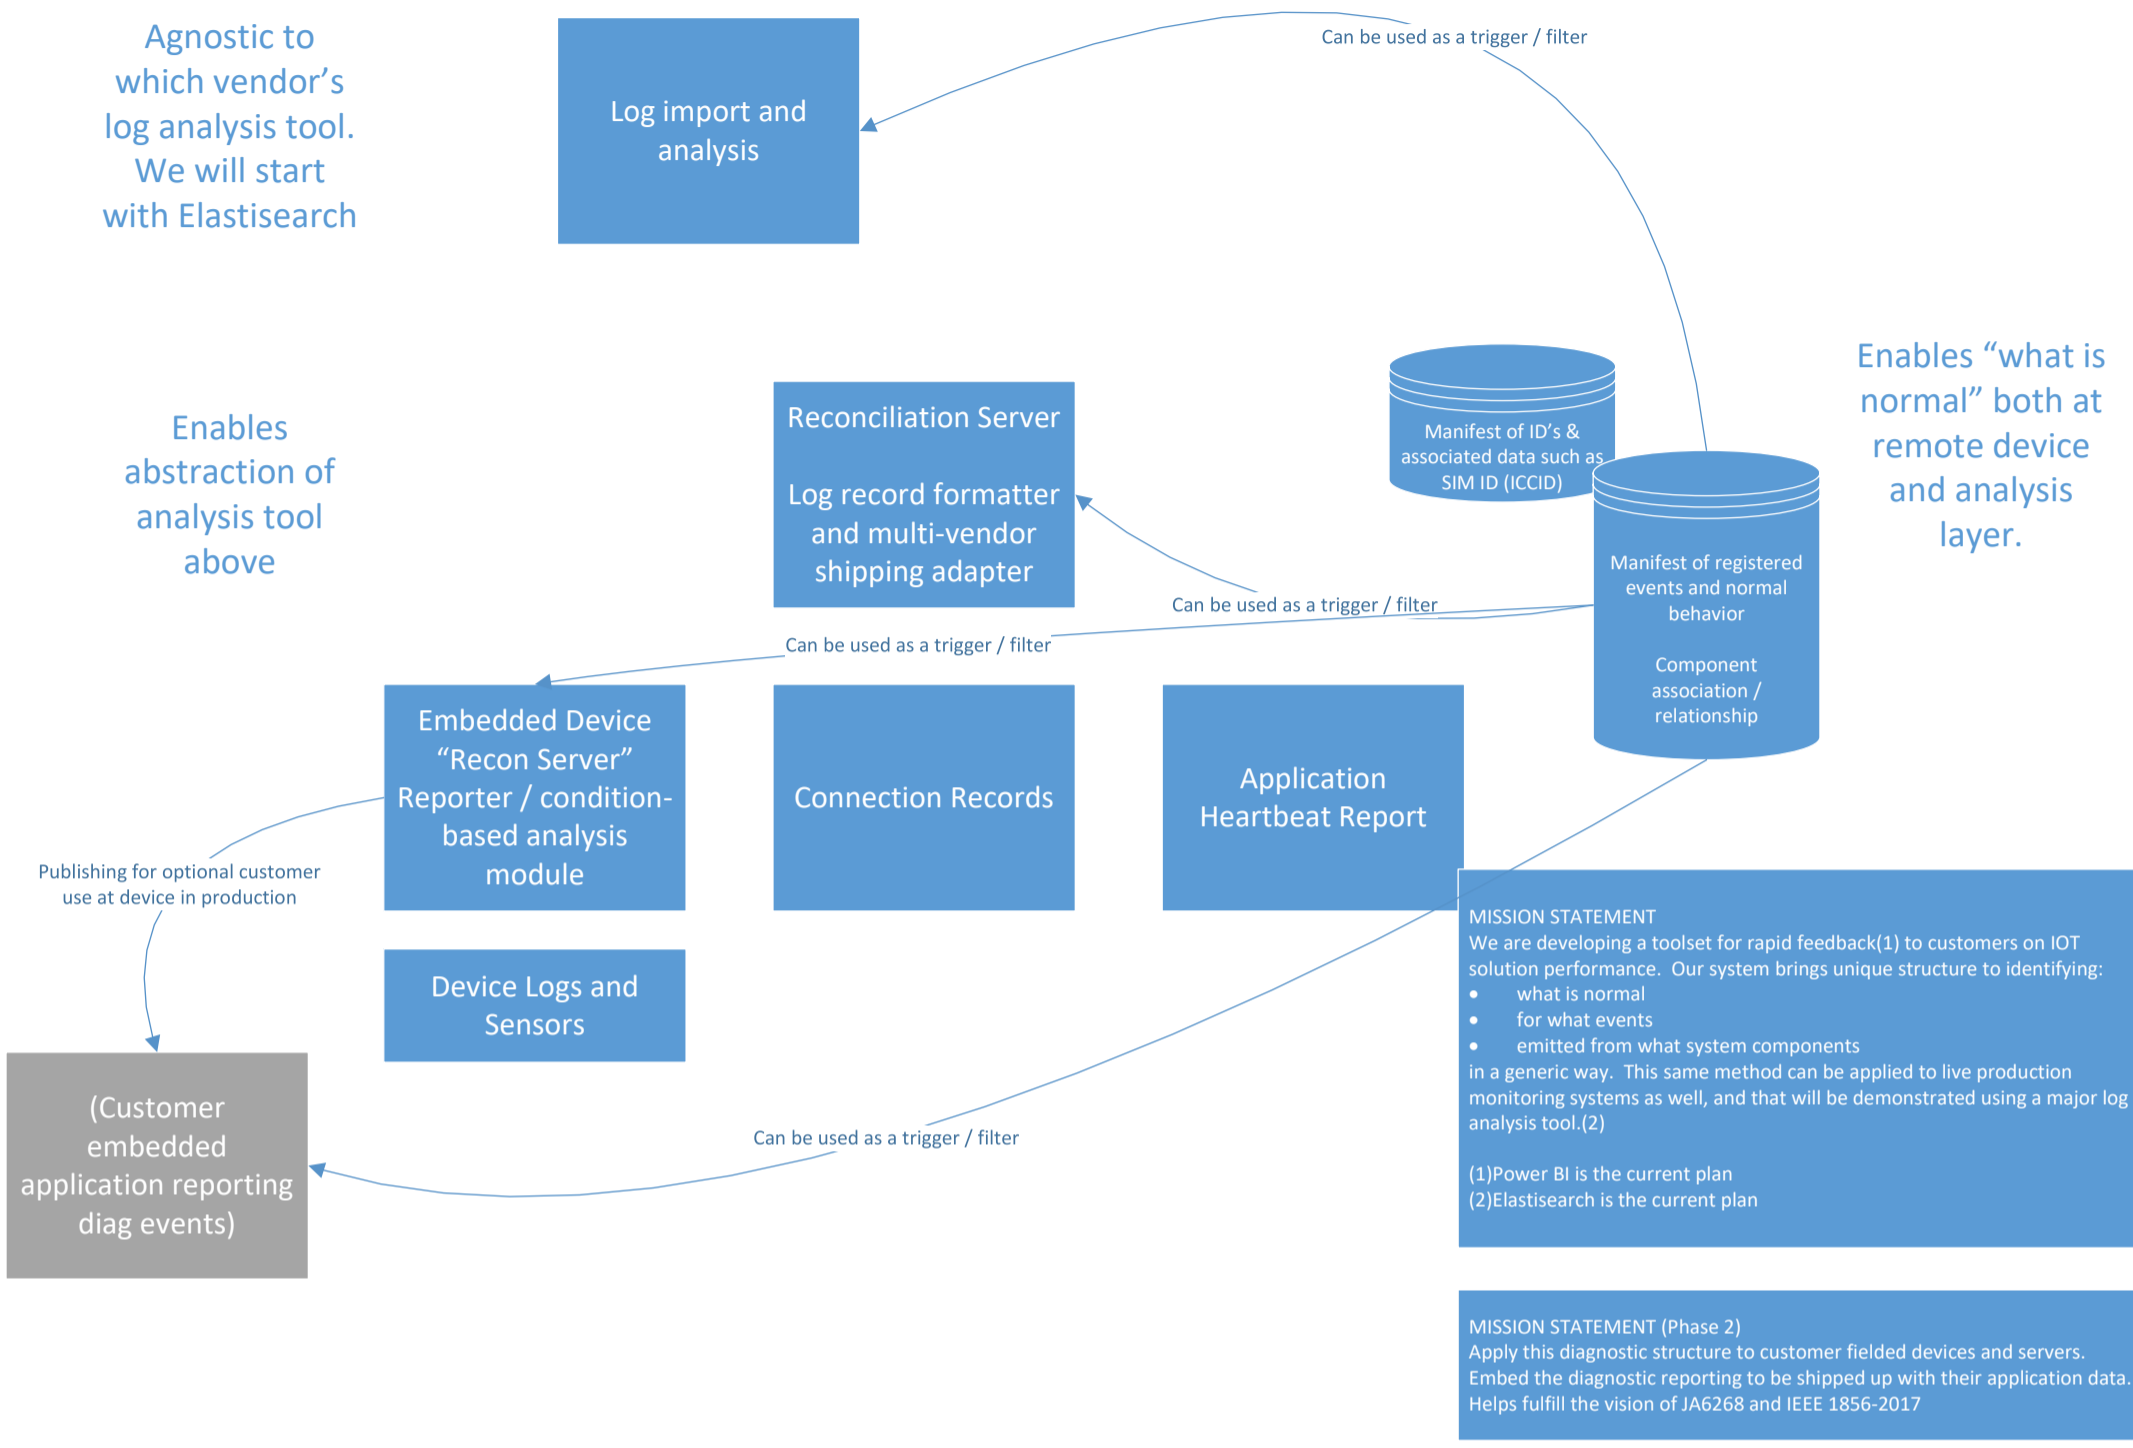 Agnostic to
which vendor’s
log analysis tool.
We will start
with Elastisearch
Log import and
analysis
Can be used as a trigger / filter
Enables
abstraction of
analysis tool
above
Reconciliation Server
Log record formatter
and multi-vendor
shipping adapter
Manifest of ID’s &
associated data such as
SIM ID (ICCID)
Enables “what is
normal” both at
remote device
and analysis
layer.
Manifest of registered
events and normal
behavior
Component
association /
relationship
Can be used as a trigger / filter
Can be used as a trigger / filter
Embedded Device
“Recon Server”
Reporter / condition-
based analysis
module
Connection Records
Application
Heartbeat Report
Publishing for optional customer
use at device in production
Device Logs and
Sensors
(Customer
embedded
application reporting
diag events)
Can be used as a trigger / filter
MISSION STATEMENT
We are developing a toolset for rapid feedback(1) to customers on IOT
solution performance.  Our system brings unique structure to identifying:
• what is normal
• for what events
• emitted from what system components
in a generic way.  This same method can be applied to live production
monitoring systems as well, and that will be demonstrated using a major log
analysis tool.(2)
(1)Power BI is the current plan
(2)Elastisearch is the current plan
MISSION STATEMENT (Phase 2)
Apply this diagnostic structure to customer fielded devices and servers.
Embed the diagnostic reporting to be shipped up with their application data.
Helps fulfill the vision of JA6268 and IEEE 1856-2017